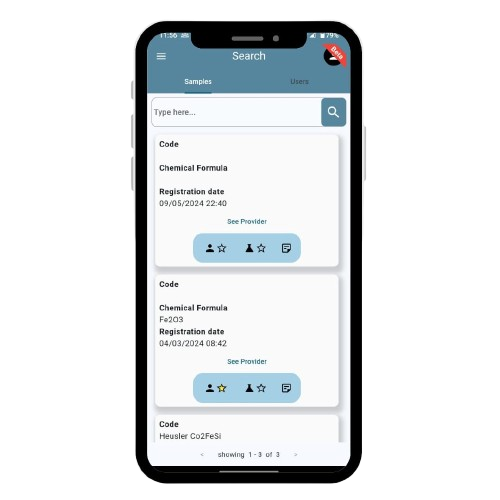 11:56
79%
Beta
Search
Samples
Users
Type here...
Code
Chemical Formula
Registration date
09/05/2024 22:40
See Provider
Code
Chemical Formula
Fe2O3
Registration date
04/03/2024 08:42
See Provider
Code
Heusler Co2FeSi
< showing 1 - 3 of 3 >